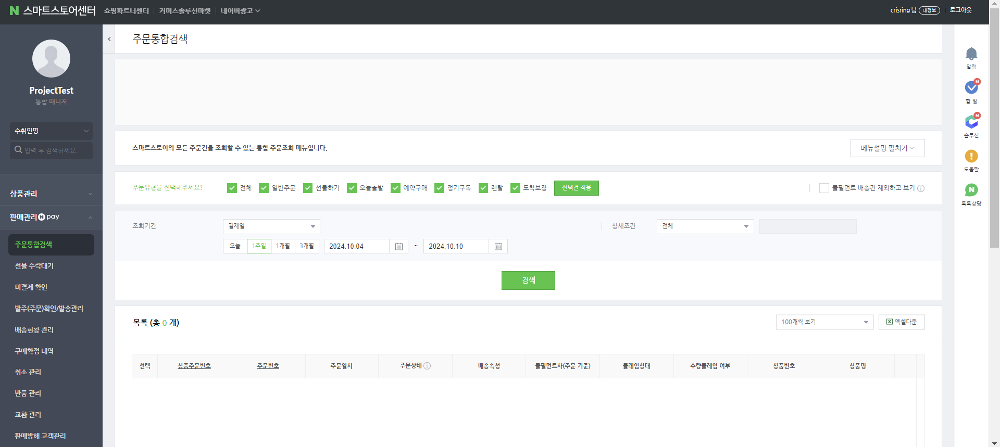 N 스마트스토어센터 쇼핑파트너센터 커머스솔루션마켓 네이버광고
crisring 님 내정보 로그아웃
ProjectTest
통합 매니저
수취인명
입력 후 검색하세요.
상품관리
판매관리 N pay
주문통합검색
선물 수락대기
미결제 확인
발주(주문)확인/발송관리
배송현황 관리
구매확정 내역
취소 관리
반품 관리
교환 관리
판매방해 고객관리
주문통합검색
스마트스토어의 모든 주문건을 조회할 수 있는 통합 주문조회 메뉴입니다.
메뉴설명 펼치기
주문유형을 선택해주세요! 전체 일반주문 선물하기 오늘출발 예약구매 정기구독 렌탈 도착보장 선택건 적용 풀필먼트 배송건 제외하고 보기
조회기간 결제일 상세조건 전체
오늘 1주일 1개월 3개월 2024.10.04 ~ 2024.10.10
검색
목록 (총 0 개) 100개씩 보기 엑셀다운
선택 상품주문번호 주문번호 주문일시 주문상태 배송속성 풀필먼트사(주문 기준) 클레임상태 수량클레임 여부 상품번호 상품명
알림
N
할 일
N
솔루션
도움말
N
톡톡상담